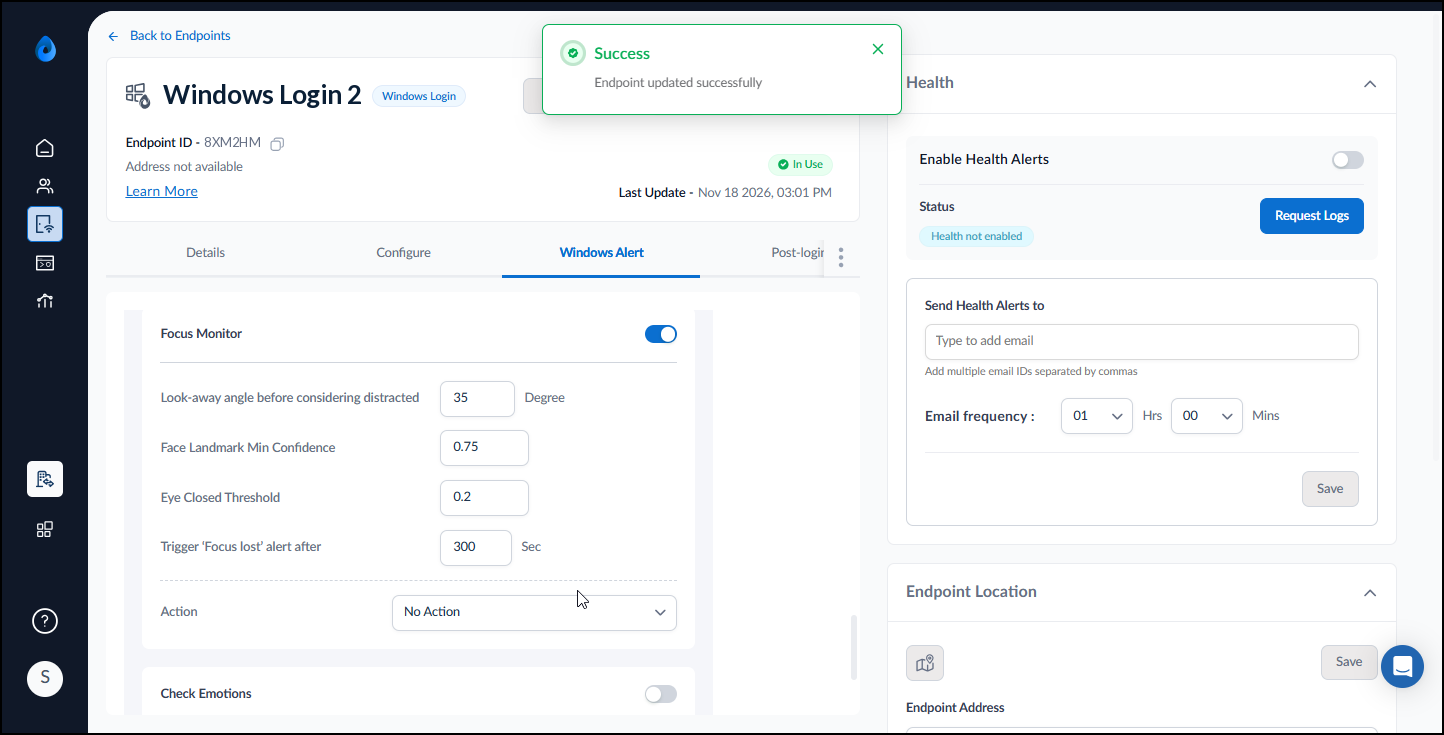 Back to Endpoints
Success
Endpoint updated successfully
Windows Login 2
Windows Login
Endpoint ID - 8XM2HM
Address not available
In Use
Learn More
Last Update - Nov 18 2026, 03:01 PM
Details
Configure
Windows Alert
Post-login
Focus Monitor
Look-away angle before considering distracted
35
Degree
Face Landmark Min Confidence
0.75
Eye Closed Threshold
0.2
Trigger ‘Focus lost’ alert after
300
Sec
Action
No Action
Check Emotions
Health
Enable Health Alerts
Status
Health not enabled
Request Logs
Send Health Alerts to
Type to add email
Add multiple email IDs separated by commas
Email frequency :
01
Hrs
00
Mins
Save
Endpoint Location
Save
Endpoint Address
?
S